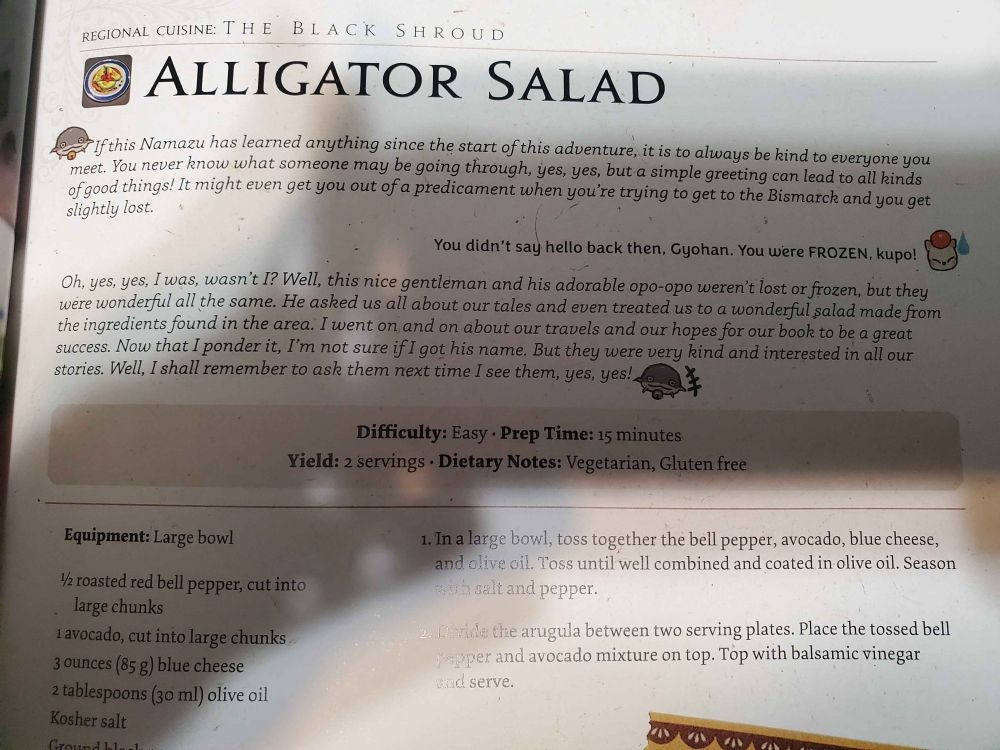 REGIONAL CUISINE: THE BLACK SHROUD
ALLIGATOR SALAD
If this Namazu has learned anything since the start of this adventure, it is to always be kind to everyone you
meet. You never know what someone may be going through, yes, yes, but a simple greeting can lead to all kinds
of good things! It might even get you out of a predicament when you're trying to get to the Bismarck and you get
slightly lost.
You didn't say hello back then, Gyohan. You were FROZEN, kupo!
Oh, yes, yes, I was, wasn't I? Well, this nice gentleman and his adorable opo-opo weren't lost or frozen, but they
were wonderful all the same. He asked us all about our tales and even treated us to a wonderful salad made from
the ingredients found in the area. I went on and on about our travels and our hopes for our book to be a great
success. Now that I ponder it, I'm not sure if I got his name. But they were very kind and interested in all our
stories. Well, I shall remember to ask them next time I see them, yes, yes!
Difficulty: Easy · Prep Time: 15 minutes
Yield: 2 servings · Dietary Notes: Vegetarian, Gluten free
Equipment: Large bowl
½ roasted red bell pepper, cut into
large chunks
1 avocado, cut into large chunks
3 ounces (85 g) blue cheese
2 tablespoons (30 ml) olive oil
Kosher salt
Ground black
1. In a large bowl, toss together the bell pepper, avocado, blue cheese,
and olive oil. Toss until well combined and coated in olive oil. Season
with salt and pepper.
2. Divide the arugula between two serving plates. Place the tossed bell
pepper and avocado mixture on top. Top with balsamic vinegar
and serve.